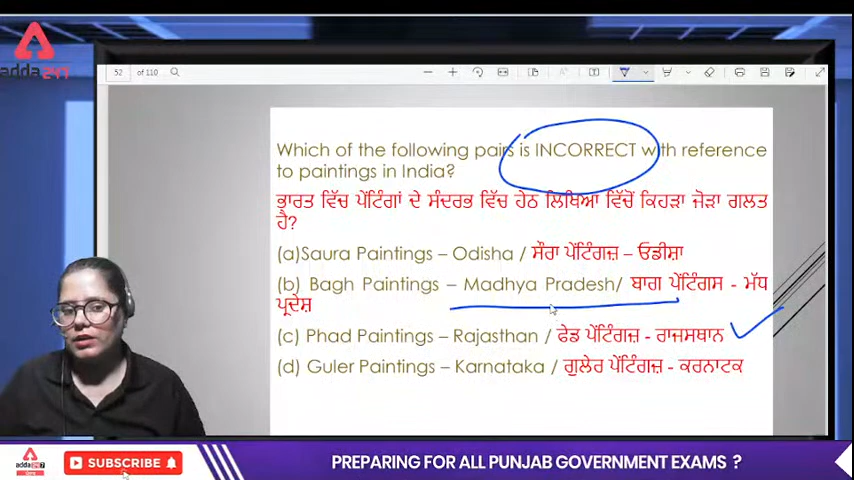 adda247
52 of 110
Which of the following pairs is INCORRECT with reference
to paintings in India?
ਭਾਰਤ ਵਿੱਚ ਪੇਂਟਿੰਗਾਂ ਦੇ ਸੰਦਰਭ ਵਿੱਚ ਹੇਠ ਲਿਖਿਆਂ ਵਿੱਚੋਂ ਕਿਹੜਾ ਜੋੜਾ ਗਲਤ
ਹੈ?
(a)Saura Paintings – Odisha / ਸੌਰਾ ਪੇਂਟਿੰਗਜ਼ – ਓਡੀਸ਼ਾ
(b) Bagh Paintings – Madhya Pradesh/ ਬਾਗ ਪੇਂਟਿੰਗਸ - ਮੱਧ
ਪ੍ਰਦੇਸ਼
(c) Phad Paintings – Rajasthan / ਫੇਡ ਪੇਂਟਿੰਗਜ਼ - ਰਾਜਸਥਾਨ
(d) Guler Paintings – Karnataka / ਗੁਲੇਰ ਪੇਂਟਿੰਗਜ਼ - ਕਰਨਾਟਕ
adda247
SUBSCRIBE
PREPARING FOR ALL PUNJAB GOVERNMENT EXAMS ?